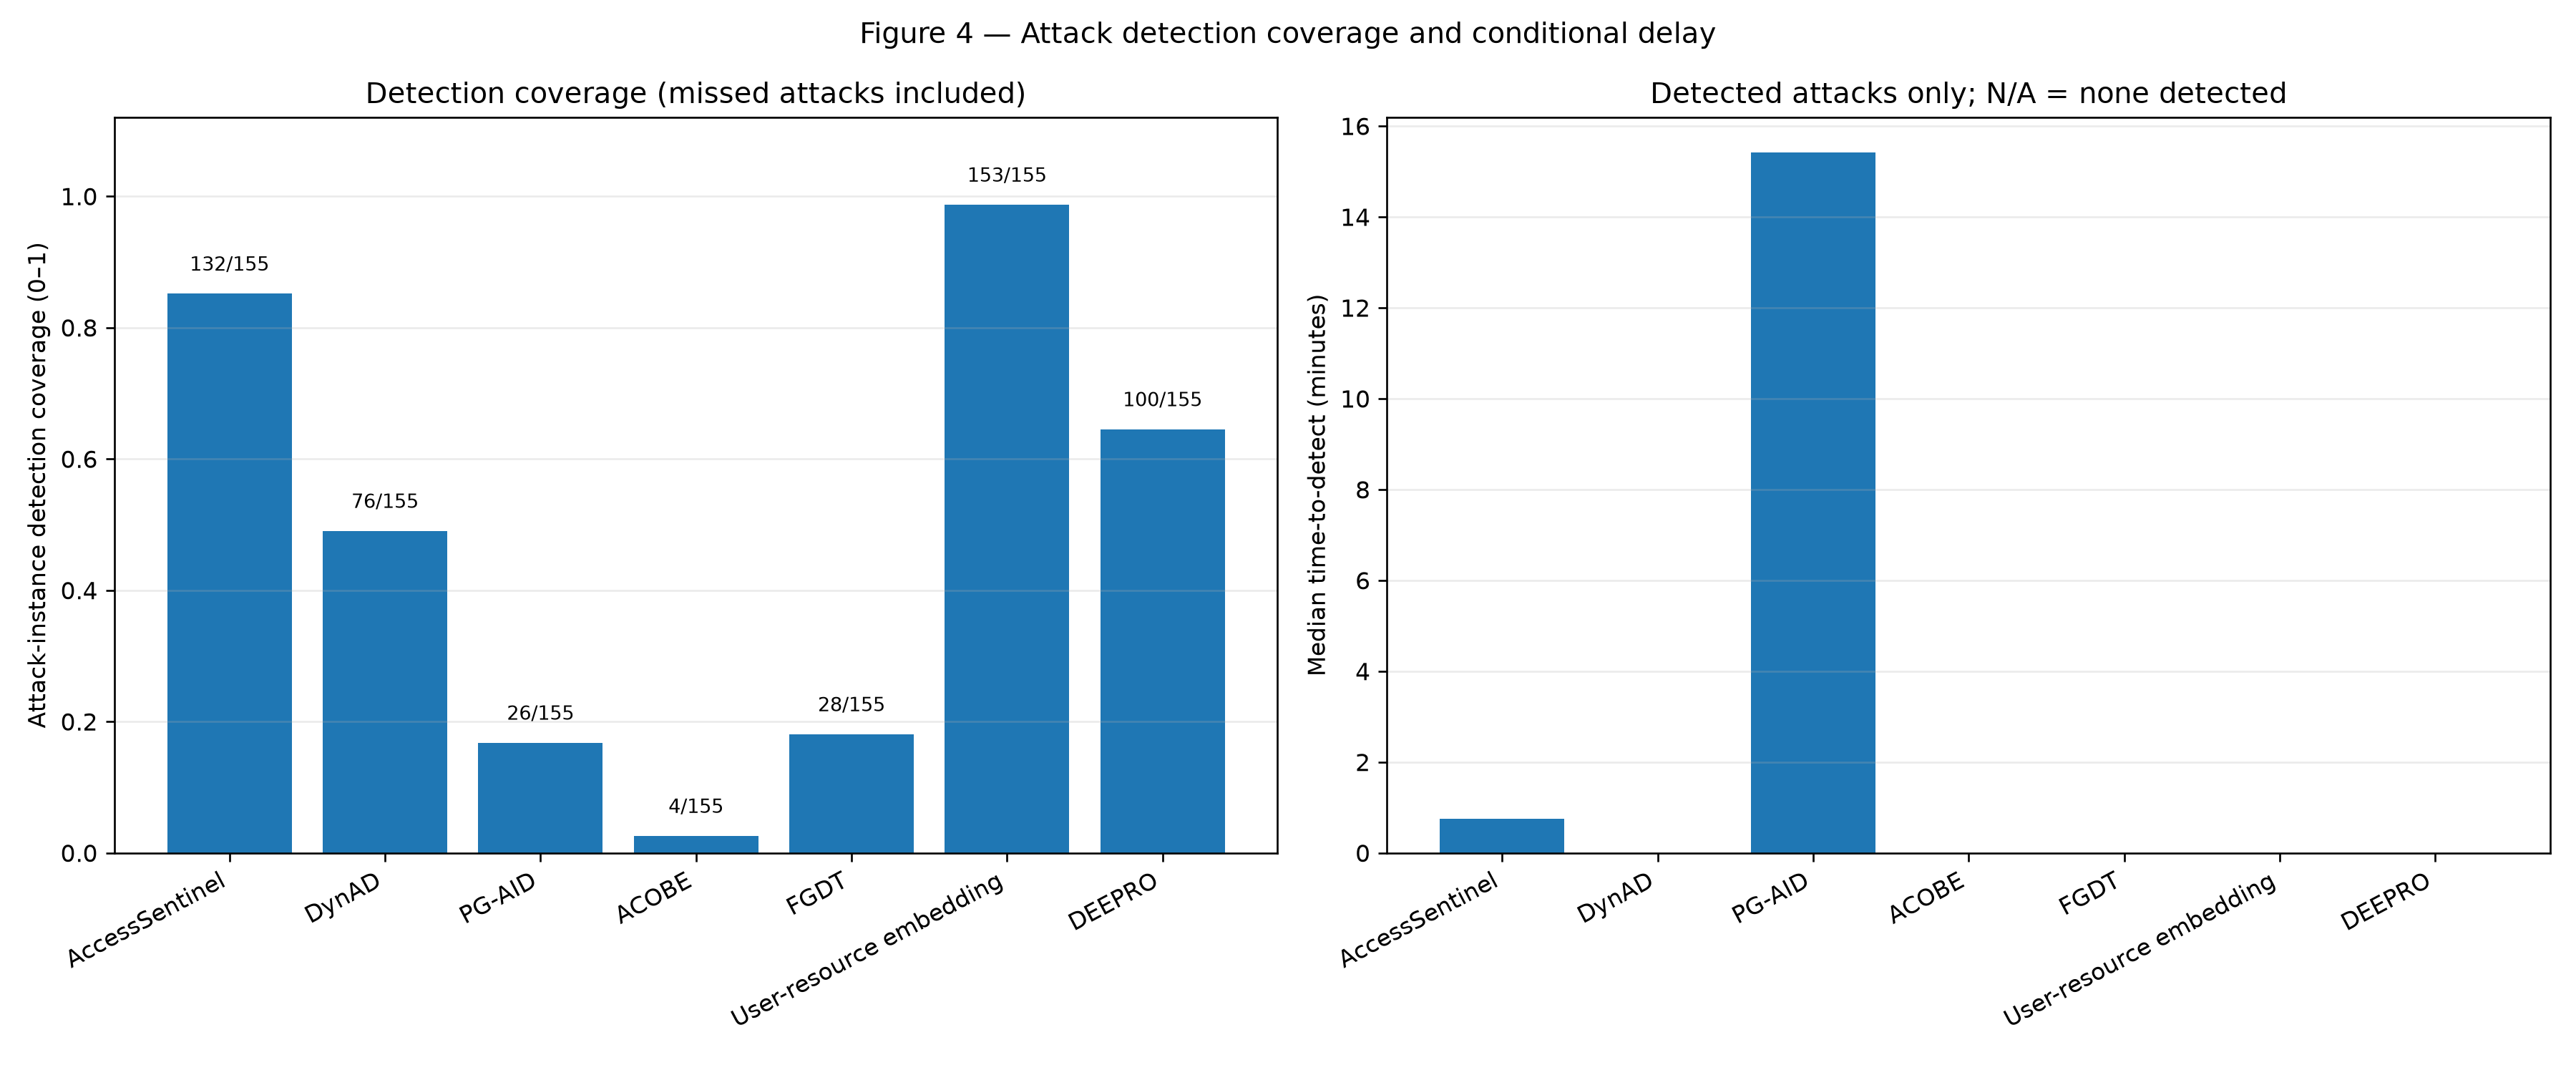 Figure 4 — Attack detection coverage and conditional delay
Detection coverage (missed attacks included)
Attack-instance detection coverage (0–1)
1.0
0.8
0.6
0.4
0.2
0.0
132/155
76/155
26/155
4/155
28/155
153/155
100/155
AccessSentinel
DynAD
PG-AID
ACOBE
FGDT
User-resource embedding
DEEPRO
Detected attacks only; N/A = none detected
Median time-to-detect (minutes)
16
14
12
10
8
6
4
2
0
AccessSentinel
DynAD
PG-AID
ACOBE
FGDT
User-resource embedding
DEEPRO